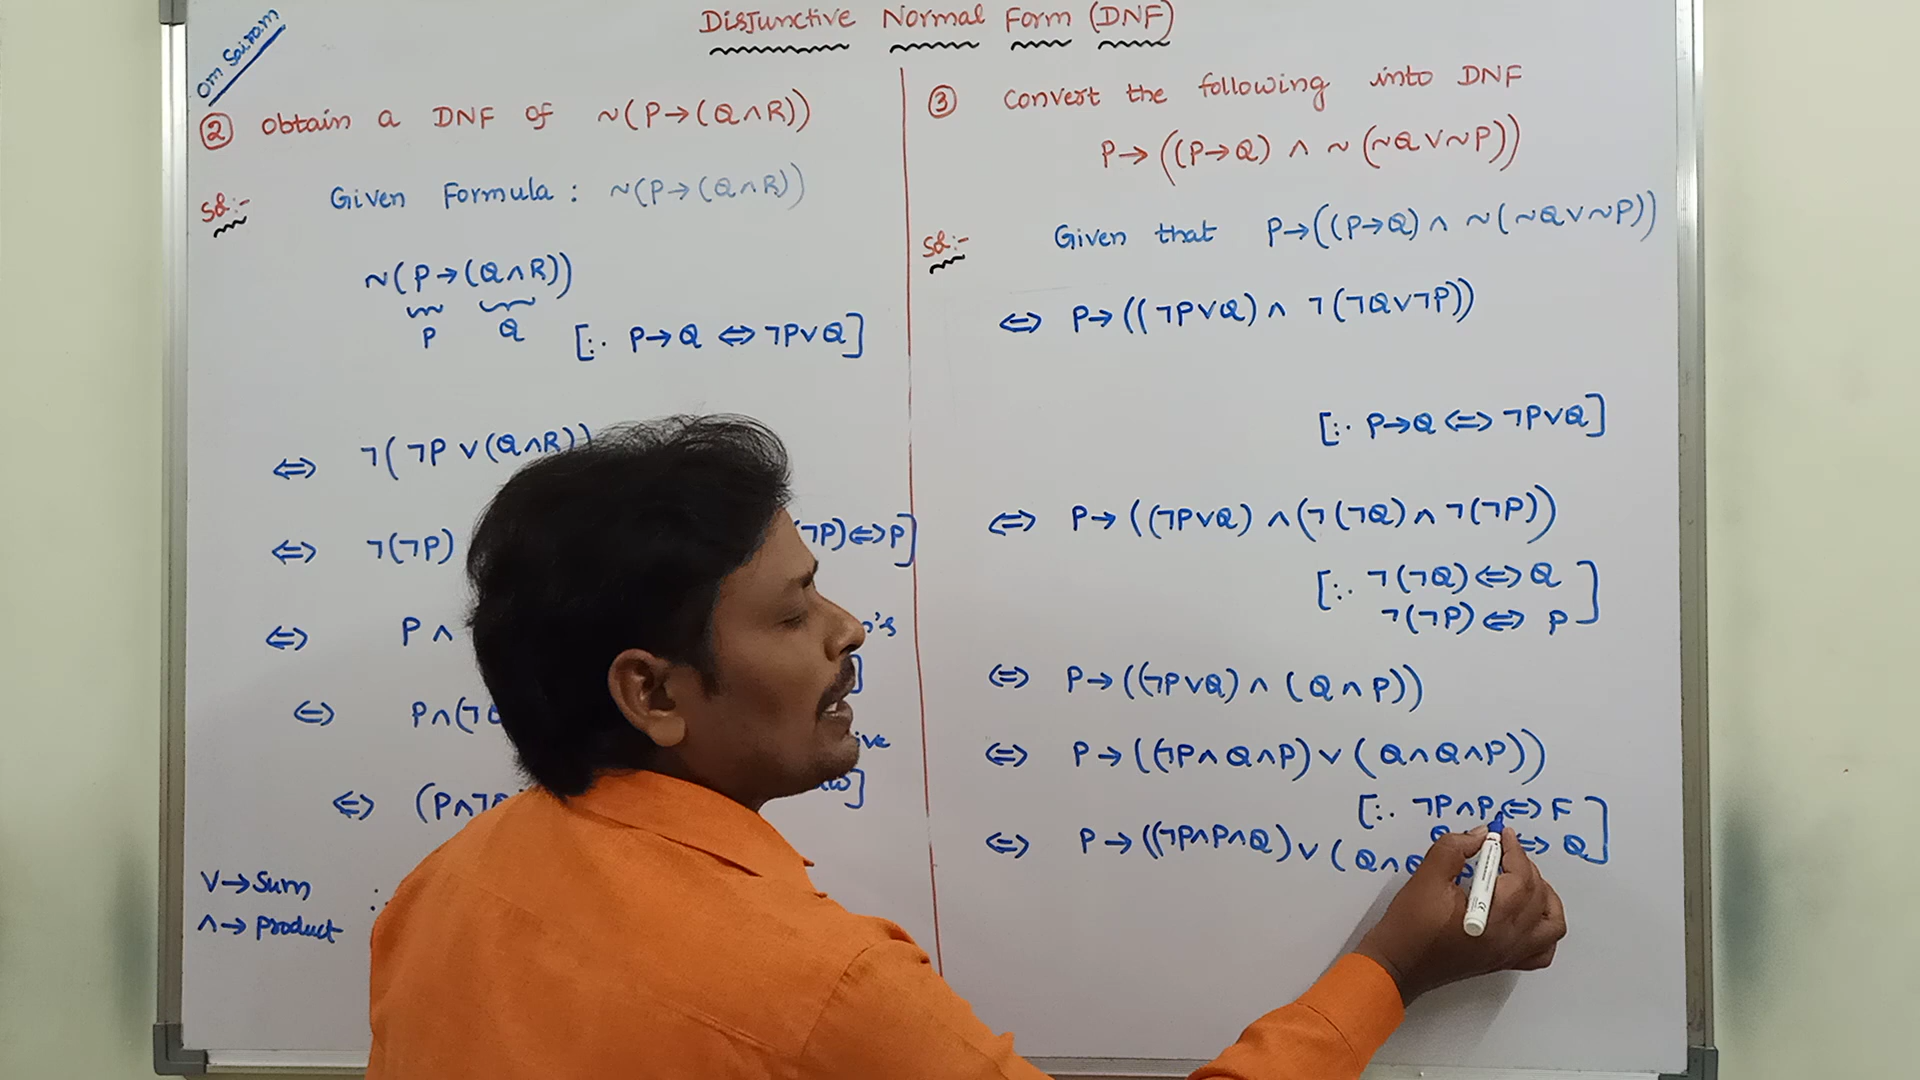 Disjunctive Normal Form (DNF)
Om Sairam
② Obtain a DNF of ~(P→(Q∧R))
Sol:- Given Formula : ~(P→(Q∧R))
~(P→(Q∧R))
P Q [∵ P→Q ⇔ ¬P∨Q]
⇔ ¬(¬P ∨ (Q∧R))
⇔ ¬(¬P) ¬P)⇔P]
⇔ P ∧
⇔ P∧(¬Q
⇔ (P∧¬Q
∨→Sum
∧→product
③ Convert the following into DNF
P→((P→Q) ∧ ~(~Q∨~P))
Sol:- Given that P→((P→Q) ∧ ~(~Q∨~P))
⇔ P→((¬P∨Q) ∧ ¬(¬Q∨¬P))
[∵ P→Q ⇔ ¬P∨Q]
⇔ P→((¬P∨Q) ∧(¬(¬Q) ∧ ¬(¬P))
[∵ ¬(¬Q) ⇔ Q
¬(¬P) ⇔ P ]
⇔ P→((¬P∨Q) ∧ (Q ∧ P))
⇔ P→((¬P∧Q∧P) ∨ (Q∧Q∧P))
[∵ ¬P∧P ⇔ F
⇔ Q]
⇔ P→((¬P∧P∧Q) ∨ (Q∧Q